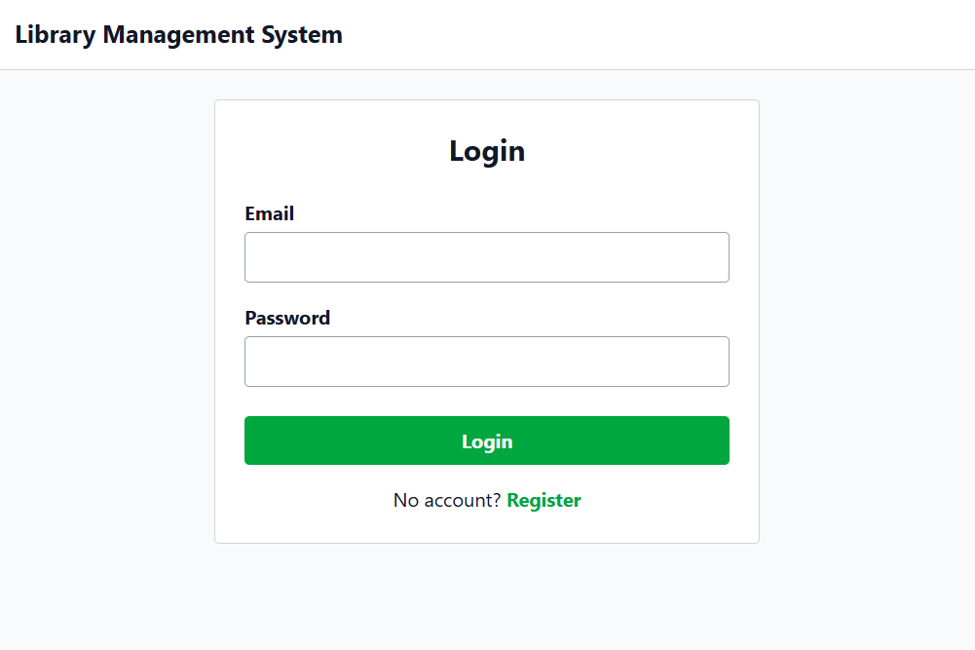 Library Management System
Login
Email
Password
Login
No account? Register